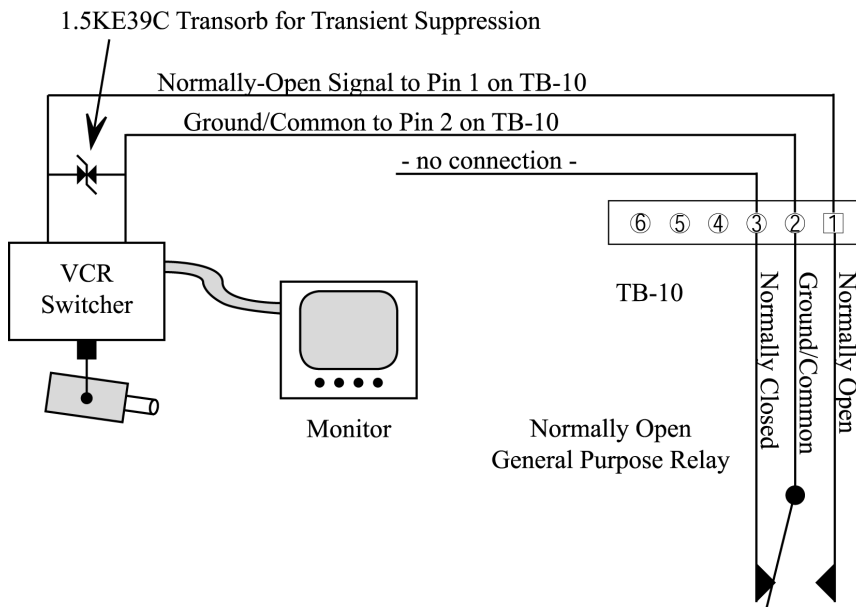 1.5KE39C Transorb for Transient Suppression
Normally-Open Signal to Pin 1 on TB-10
Ground/Common to Pin 2 on TB-10
- no connection -
6 5 4 3 2 1
VCR
Switcher
TB-10
Normally Closed
Ground/Common
Normally Open
Monitor
Normally Open
General Purpose Relay